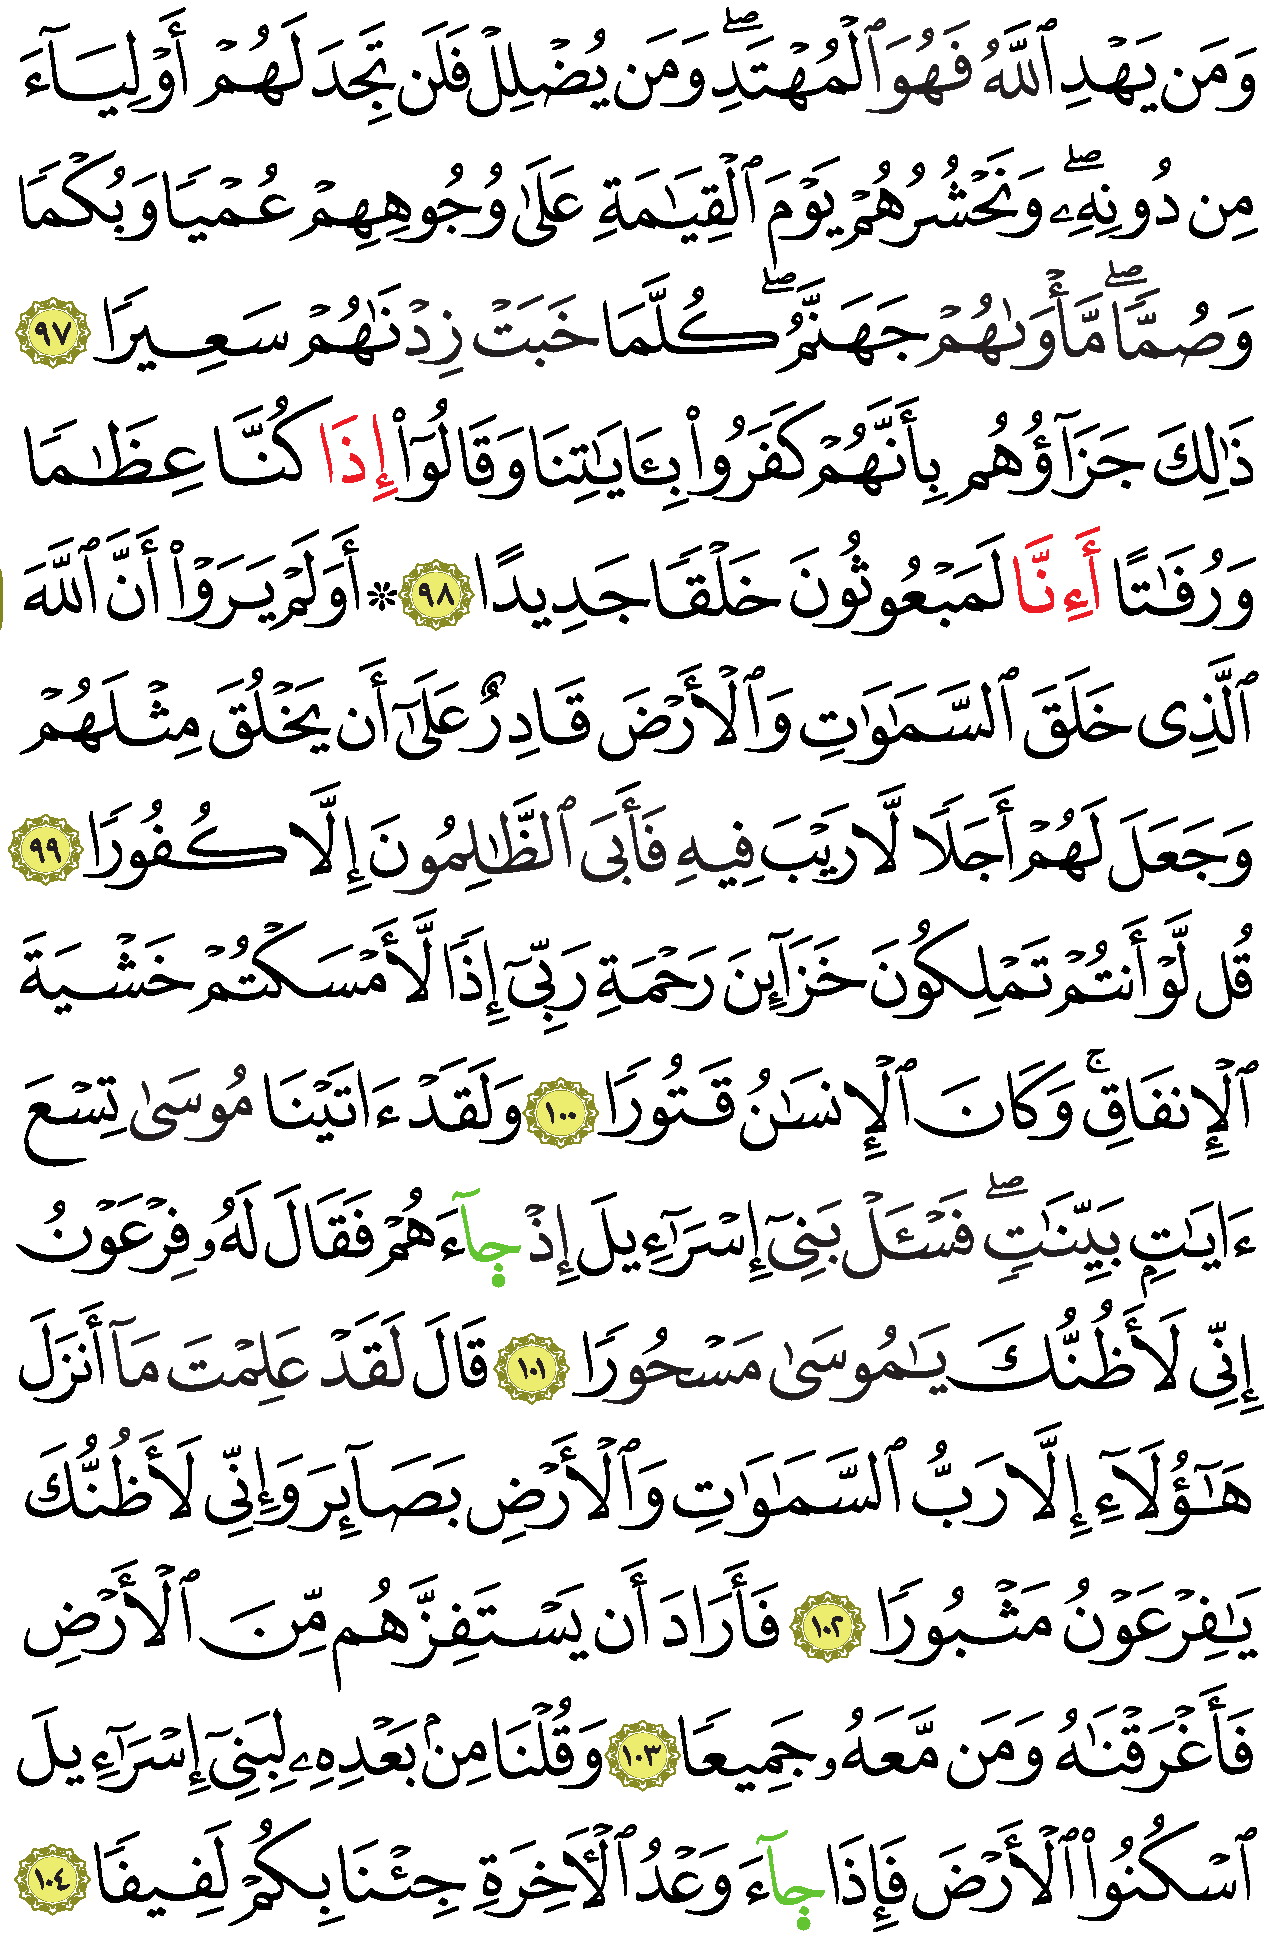 وَمَن يَهْدِ ٱللَّهُ فَهُوَ ٱلْمُهْتَدِ ۖ وَمَن يُضْلِلْ فَلَن تَجِدَ لَهُمْ أَوْلِيَآءَ
مِن دُونِهِۦ ۖ وَنَحْشُرُهُمْ يَوْمَ ٱلْقِيَٰمَةِ عَلَىٰ وُجُوهِهِمْ عُمْيًا وَبُكْمًا
وَصُمًّا ۖ مَّأْوَىٰهُمْ جَهَنَّمُ ۖ كُلَّمَا خَبَتْ زِدْنَٰهُمْ سَعِيرًا ٩٧
ذَٰلِكَ جَزَآؤُهُم بِأَنَّهُمْ كَفَرُوا۟ بِـَٔايَٰتِنَا وَقَالُوٓا۟ إِذَا كُنَّا عِظَٰمًا
وَرُفَٰتًا أَءِنَّا لَمَبْعُوثُونَ خَلْقًا جَدِيدًا ٩٨ ۞ أَوَلَمْ يَرَوْا۟ أَنَّ ٱللَّهَ
ٱلَّذِى خَلَقَ ٱلسَّمَٰوَٰتِ وَٱلْأَرْضَ قَادِرٌ عَلَىٰٓ أَن يَخْلُقَ مِثْلَهُمْ
وَجَعَلَ لَهُمْ أَجَلًا لَّا رَيْبَ فِيهِ فَأَبَى ٱلظَّٰلِمُونَ إِلَّا كُفُورًا ٩٩
قُل لَّوْ أَنتُمْ تَمْلِكُونَ خَزَآئِنَ رَحْمَةِ رَبِّىٓ إِذًا لَّأَمْسَكْتُمْ خَشْيَةَ
ٱلْإِنفَاقِ ۚ وَكَانَ ٱلْإِنسَٰنُ قَتُورًا ١٠٠ وَلَقَدْ ءَاتَيْنَا مُوسَىٰ تِسْعَ
ءَايَٰتٍۭ بَيِّنَٰتٍ ۖ فَسْـَٔلْ بَنِىٓ إِسْرَٰٓءِيلَ إِذْ جَآءَهُمْ فَقَالَ لَهُۥ فِرْعَوْنُ
إِنِّى لَأَظُنُّكَ يَٰمُوسَىٰ مَسْحُورًا ١٠١ قَالَ لَقَدْ عَلِمْتَ مَآ أَنزَلَ
هَٰٓؤُلَآءِ إِلَّا رَبُّ ٱلسَّمَٰوَٰتِ وَٱلْأَرْضِ بَصَآئِرَ وَإِنِّى لَأَظُنُّكَ
يَٰفِرْعَوْنُ مَثْبُورًا ١٠٢ فَأَرَادَ أَن يَسْتَفِزَّهُم مِّنَ ٱلْأَرْضِ
فَأَغْرَقْنَٰهُ وَمَن مَّعَهُۥ جَمِيعًا ١٠٣ وَقُلْنَا مِنۢ بَعْدِهِۦ لِبَنِىٓ إِسْرَٰٓءِيلَ
ٱسْكُنُوا۟ ٱلْأَرْضَ فَإِذَا جَآءَ وَعْدُ ٱلْـَٔاخِرَةِ جِئْنَا بِكُمْ لَفِيفًا ١٠٤